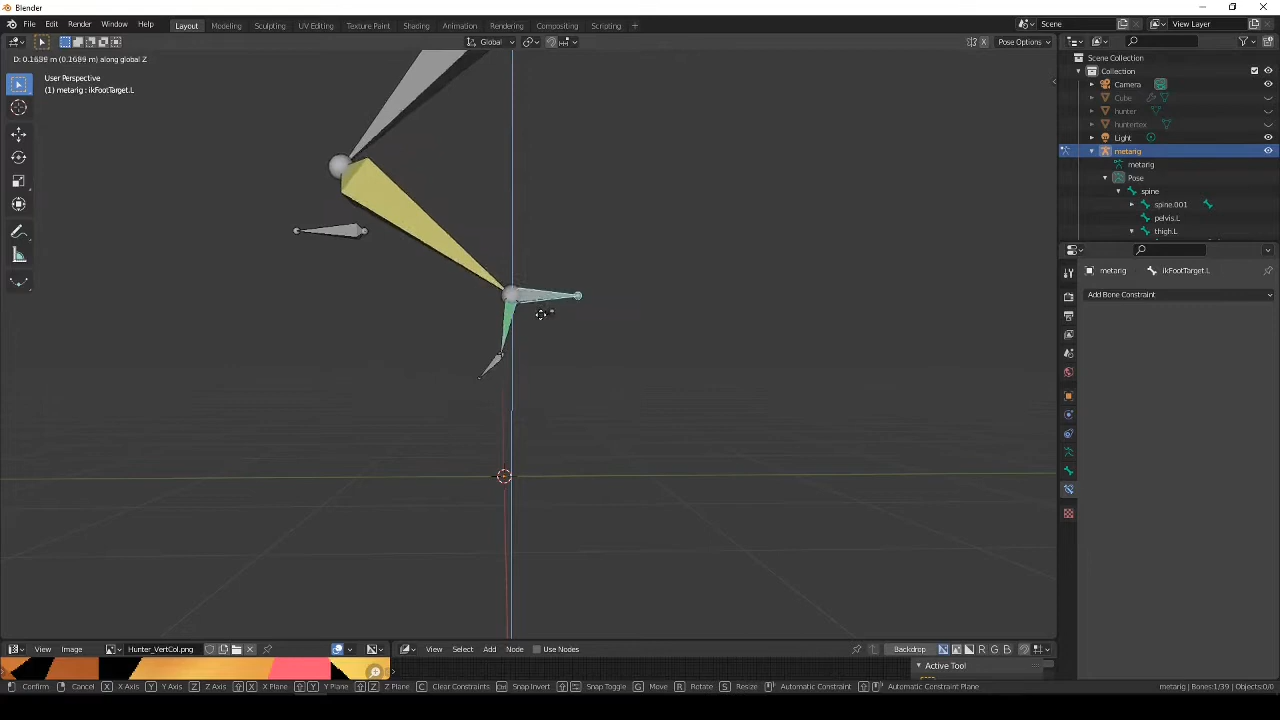 Blender
File Edit Render Window Help Layout Modeling Sculpting UV Editing Texture Paint Shading Animation Rendering Compositing Scripting + Scene View Layer
Global Pose Options
D: 0.1689 m (0.1689 m) along global Z
User Perspective
(1) metarig : ikFootTarget.L
Scene Collection
Collection
Camera
Cube
hunter
huntertex
Light
metarig
metarig
Pose
spine
spine.001
pelvis.L
thigh.L
metarig ikFootTarget.L
Add Bone Constraint
View Image Hunter_VertCol.png View Select Add Node Use Nodes Backdrop R G B
Active Tool
Confirm Cancel X X Axis Y Y Axis Z Z Axis X X Plane Y Y Plane Z Z Plane C Clear Constraints Snap Invert Snap Toggle G Move R Rotate S Resize Automatic Constraint Automatic Constraint Plane metarig | Bones:1/39 | Objects:0/0